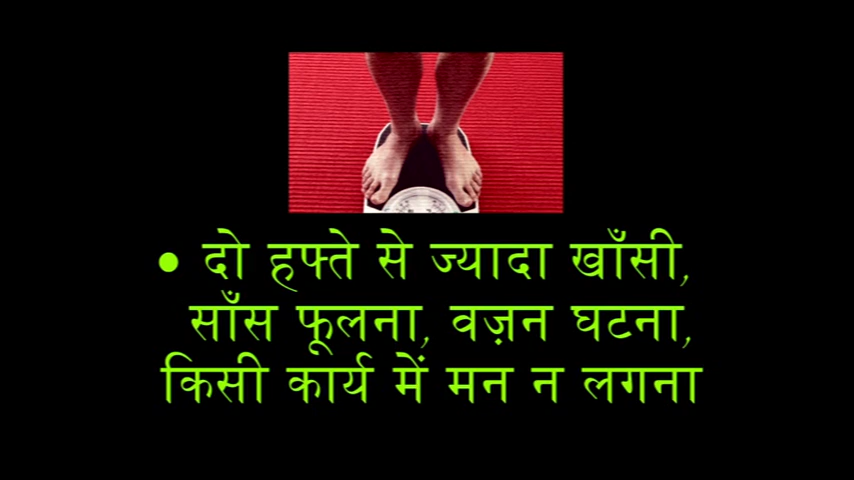 • दो हफ्ते से ज्यादा खाँसी,
साँस फूलना, वज़न घटना,
किसी कार्य में मन न लगना